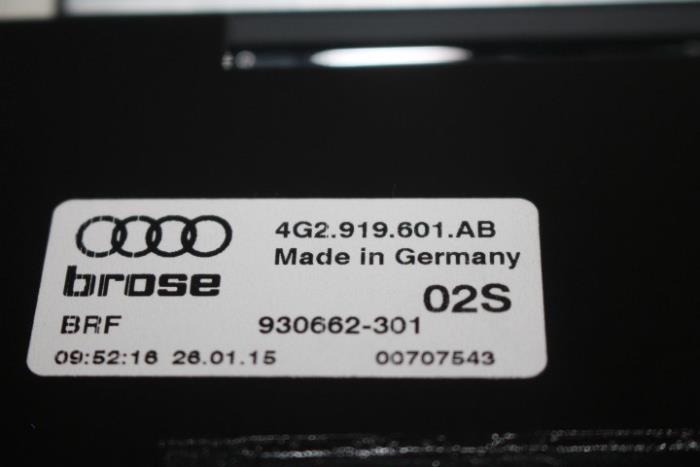 4G2.919.601.AB
Made in Germany
brose
02S
BRF 930662-301
09:52:16 26.01.15 00707543